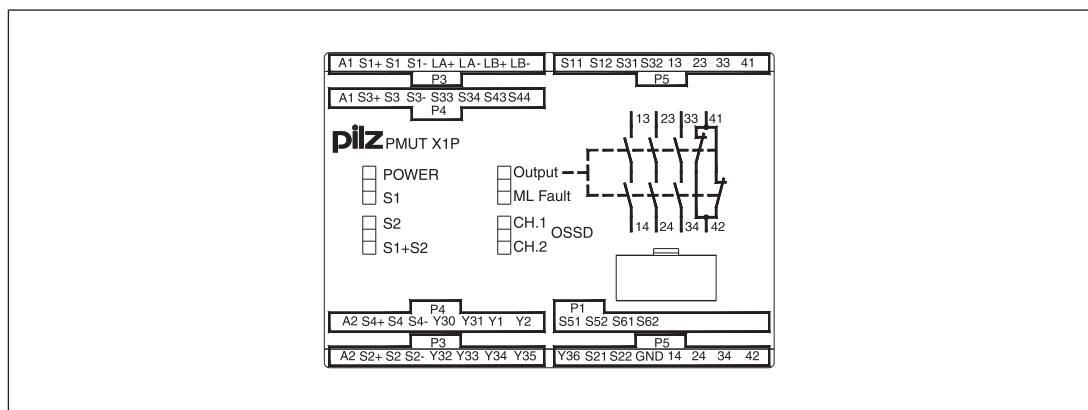 A1 S1+ S1 S1- LA+ LA- LB+ LB-
P3
S11 S12 S31 S32 13 23 33 41
P5
A1 S3+ S3 S3- S33 S34 S43 S44
P4
pilz PMUT X1P
POWER
S1
S2
S1+S2
Output
ML Fault
CH.1
OSSD
CH.2
13 23 33 41
14 24 34 42
P4
A2 S4+ S4 S4- Y30 Y31 Y1 Y2
P1
S51 S52 S61 S62
P3
A2 S2+ S2 S2- Y32 Y33 Y34 Y35
P5
Y36 S21 S22 GND 14 24 34 42